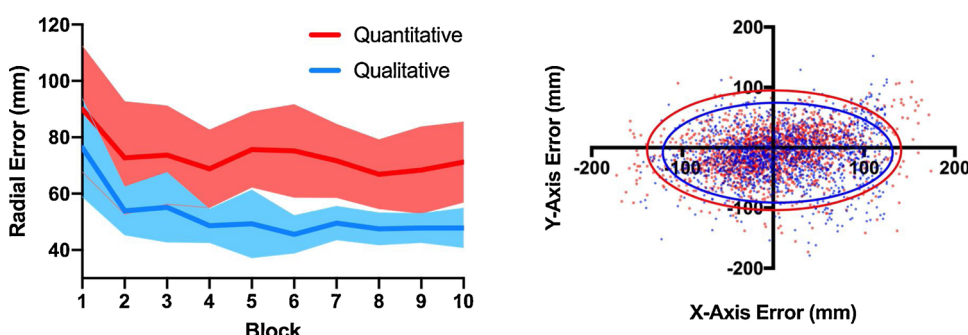 120
100
80
60
40
Radial Error (mm)
Quantitative
Qualitative
1 2 3 4 5 6 7 8 9 10
Block
200
100
-100
-200
Y-Axis Error (mm)
-200 -100 100 200
X-Axis Error (mm)